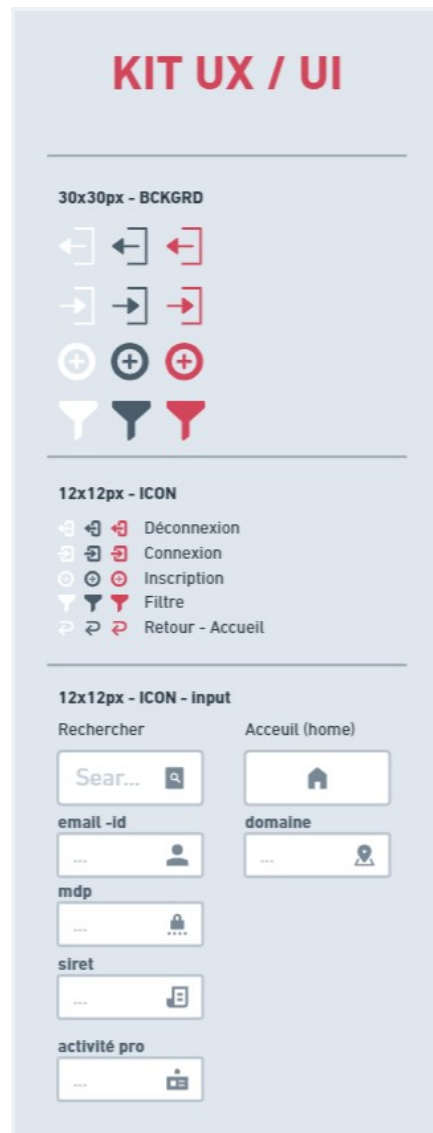 KIT UX / UI
30x30px - BCKGRD
12x12px - ICON
Déconnexion
Connexion
Inscription
Filtre
Retour - Accueil
12x12px - ICON - input
Rechercher
Acceuil (home)
Sear...
email -id
domaine
...
...
mdp
...
siret
...
activité pro
...